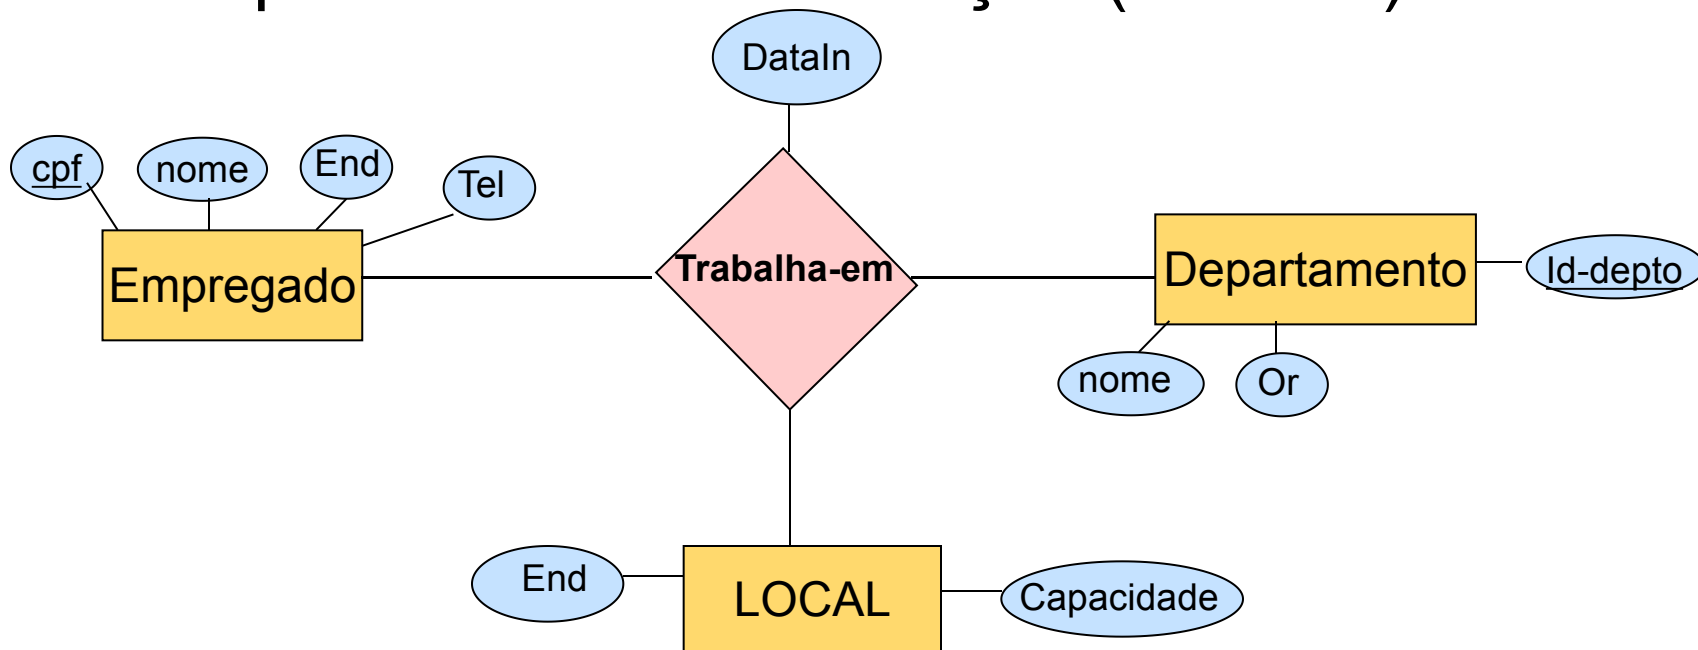 DataIn
cpf
nome
End
Tel
Empregado
Trabalha-em
Departamento
Id-depto
nome
Or
End
LOCAL
Capacidade